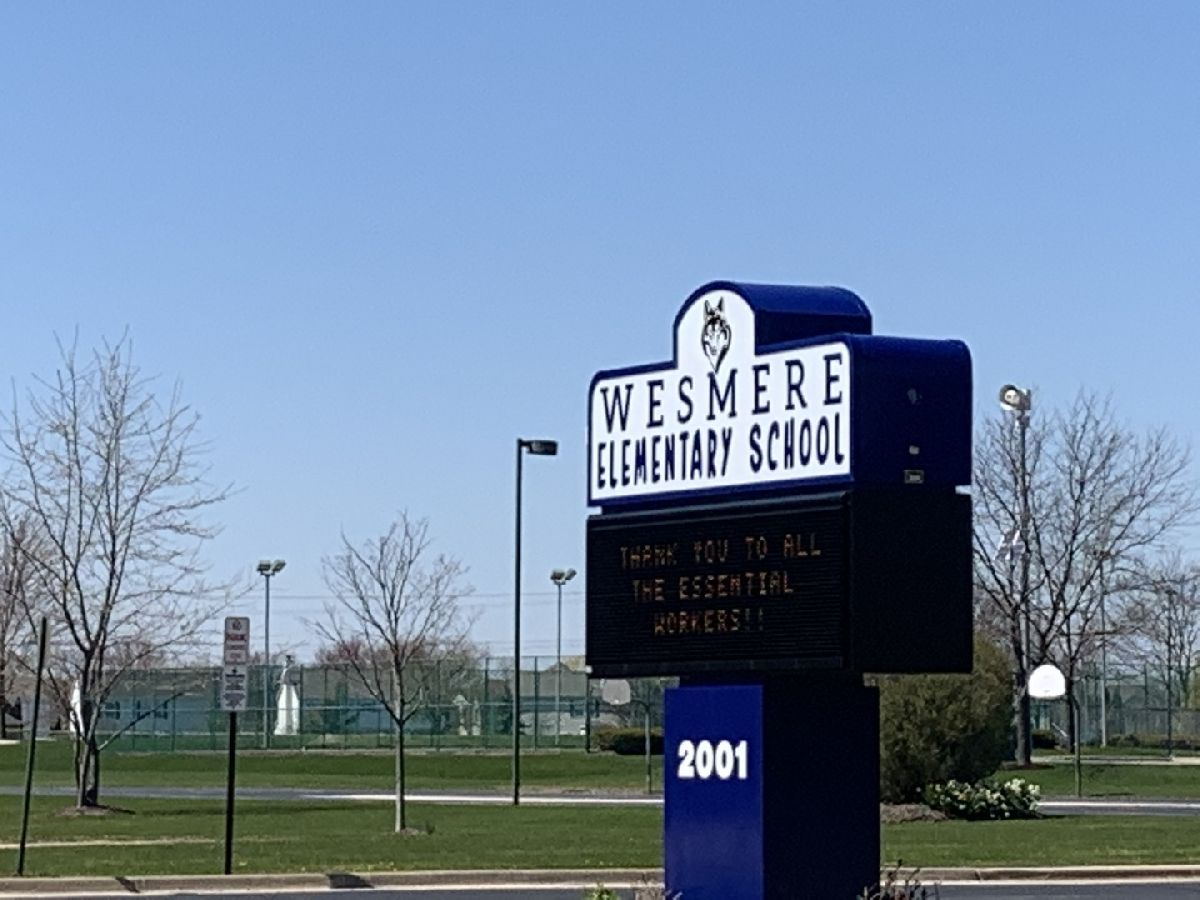 WESMERE
ELEMENTARY SCHOOL
THANK YOU TO ALL
THE ESSENTIAL
WORKERS!!
2001